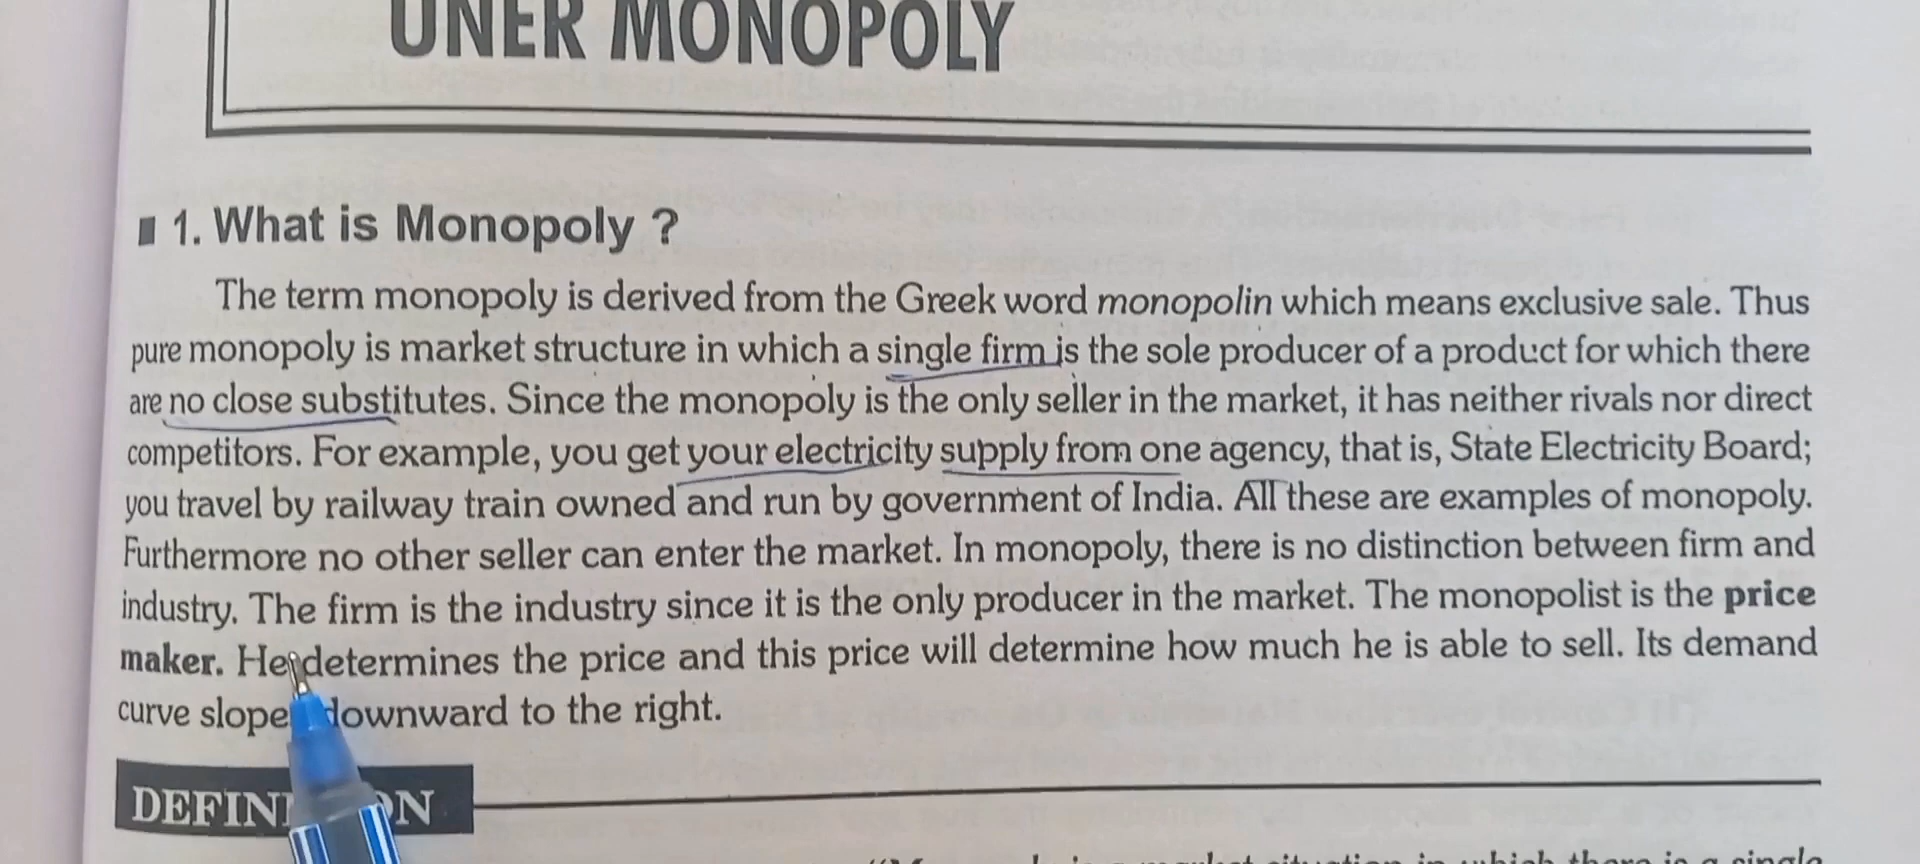 UNER MONOPOLY
1. What is Monopoly ?
The term monopoly is derived from the Greek word monopolin which means exclusive sale. Thus
pure monopoly is market structure in which a single firm is the sole producer of a product for which there
are no close substitutes. Since the monopoly is the only seller in the market, it has neither rivals nor direct
competitors. For example, you get your electricity supply from one agency, that is, State Electricity Board;
you travel by railway train owned and run by government of India. All these are examples of monopoly.
Furthermore no other seller can enter the market. In monopoly, there is no distinction between firm and
industry. The firm is the industry since it is the only producer in the market. The monopolist is the price
maker. He determines the price and this price will determine how much he is able to sell. Its demand
curve slope downward to the right.
DEFINITION
market situation in which there is a single